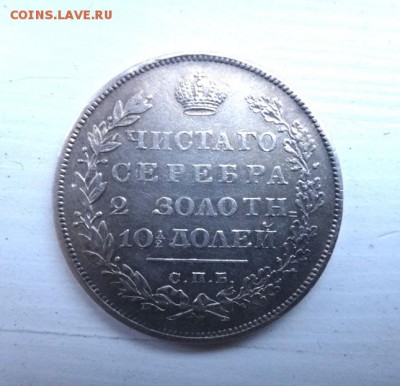 COINS.LAVE.RU
ЧИСТАГО
СЕРЕБРА
2 ЗОЛОТН.
10½ ДОЛЕЙ
С.П.Б.